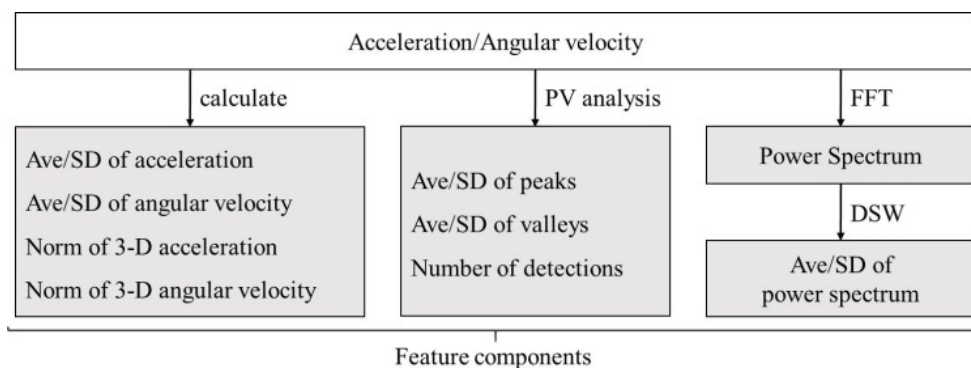 Acceleration/Angular velocity
calculate
PV analysis
FFT
Ave/SD of acceleration
Ave/SD of angular velocity
Norm of 3-D acceleration
Norm of 3-D angular velocity
Ave/SD of peaks
Ave/SD of valleys
Number of detections
Power Spectrum
DSW
Ave/SD of
power spectrum
Feature components